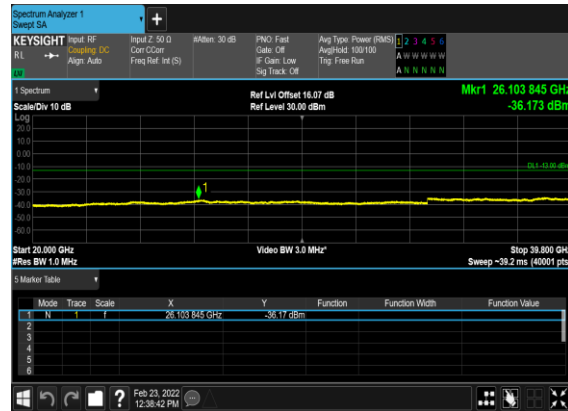 Spectrum Analyzer 1
Swept SA
+
KEYSIGHT
RL
LW
Input: RF
Coupling: DC
Align: Auto
Input Z: 50 Ω
Corr CCorr
Freq Ref: Int (S)
#Atten: 30 dB
PNO: Fast
Gate: Off
IF Gain: Low
Sig Track: Off
Avg Type: Power (RMS)
Avg|Hold: 100/100
Trig: Free Run
1 2 3 4 5 6
A W W W W W
A N N N N N
1 Spectrum
Scale/Div 10 dB
Log
Ref Lvl Offset 16.07 dB
Ref Level 30.00 dBm
Mkr1 26.103 845 GHz
-36.173 dBm
20.0
10.0
0.00
-10.0
-20.0
-30.0
-40.0
-50.0
-60.0
DL1 -13.00 dBm
1
Start 20.000 GHz
#Res BW 1.0 MHz
Video BW 3.0 MHz*
Stop 39.800 GHz
Sweep ~39.2 ms (40001 pts)
5 Marker Table
Mode Trace Scale X Y Function Function Width Function Value
1 N 1 f 26.103 845 GHz -36.17 dBm
2
3
4
5
6
?
Feb 23, 2022
12:38:42 PM